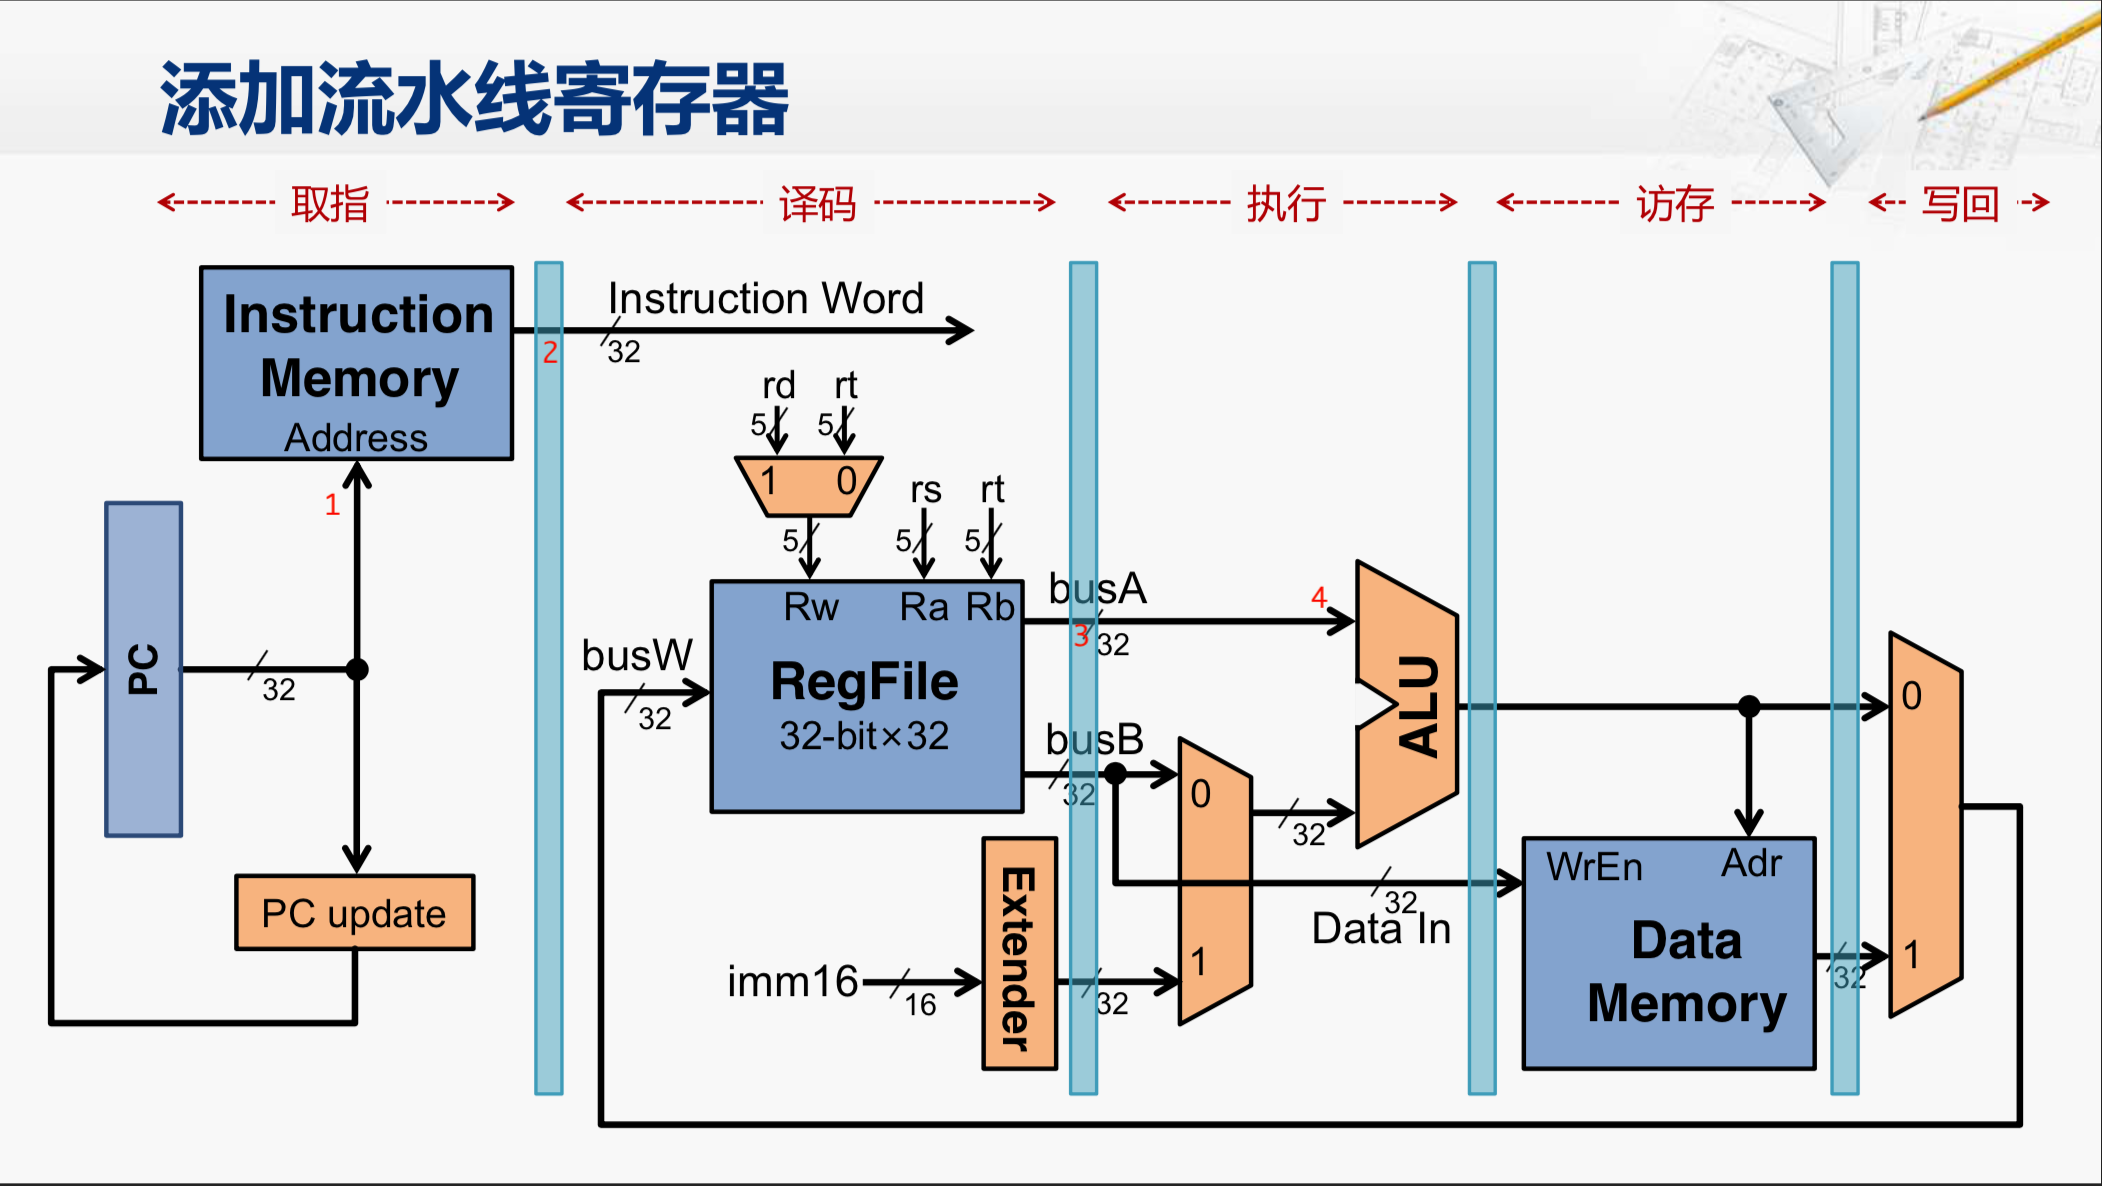 添加流水线寄存器
取指
译码
执行
访存
写回
Instruction
Memory
Address
1
2
Instruction Word
32
rd
rt
5
5
1
0
5
rs
rt
5
5
PC
32
PC update
busW
32
Rw
Ra
Rb
RegFile
32-bit×32
busA
3
32
4
busB
32
0
1
32
ALU
imm16
16
Extender
32
32
Data In
WrEn
Adr
Data
Memory
32
0
1